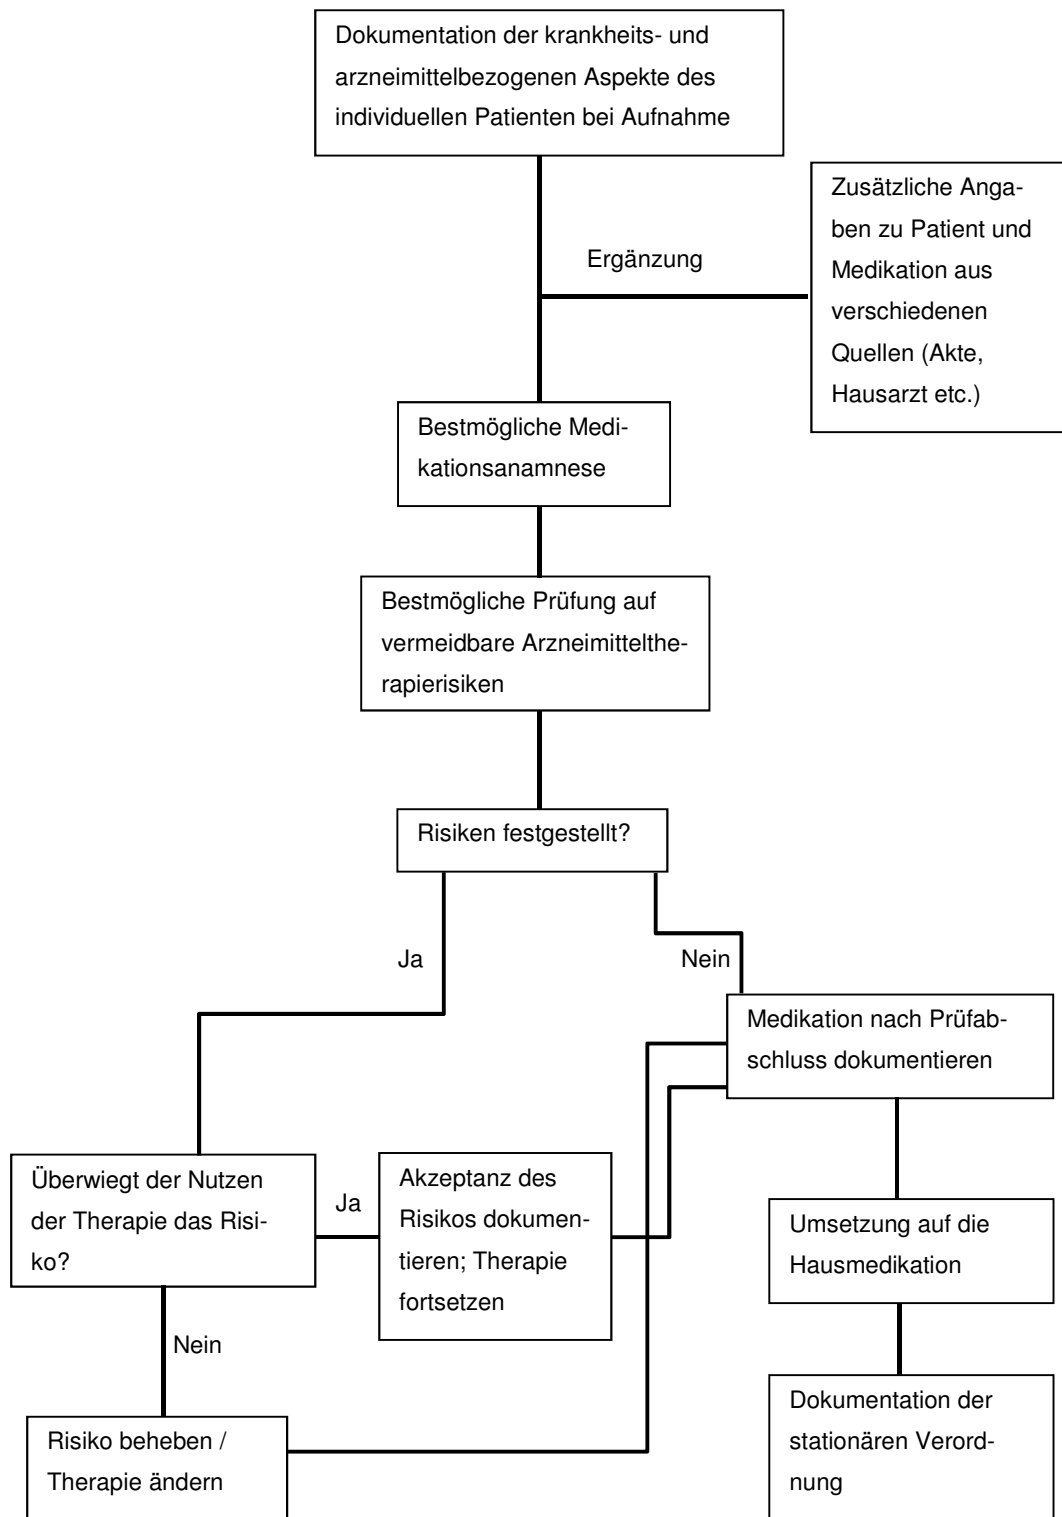 Dokumentation der krankheits- und
arzneimittelbezogenen Aspekte des
individuellen Patienten bei Aufnahme
Zusätzliche Anga-
ben zu Patient und
Medikation aus
verschiedenen
Quellen (Akte,
Hausarzt etc.)
Ergänzung
Bestmögliche Medi-
kationsanamnese
Bestmögliche Prüfung auf
vermeidbare Arzneimittelthe-
rapierisiken
Risiken festgestellt?
Ja
Nein
Medikation nach Prüfab-
schluss dokumentieren
Überwiegt der Nutzen
der Therapie das Risi-
ko?
Ja
Akzeptanz des
Risikos dokumen-
tieren; Therapie
fortsetzen
Umsetzung auf die
Hausmedikation
Nein
Risiko beheben /
Therapie ändern
Dokumentation der
stationären Verord-
nung